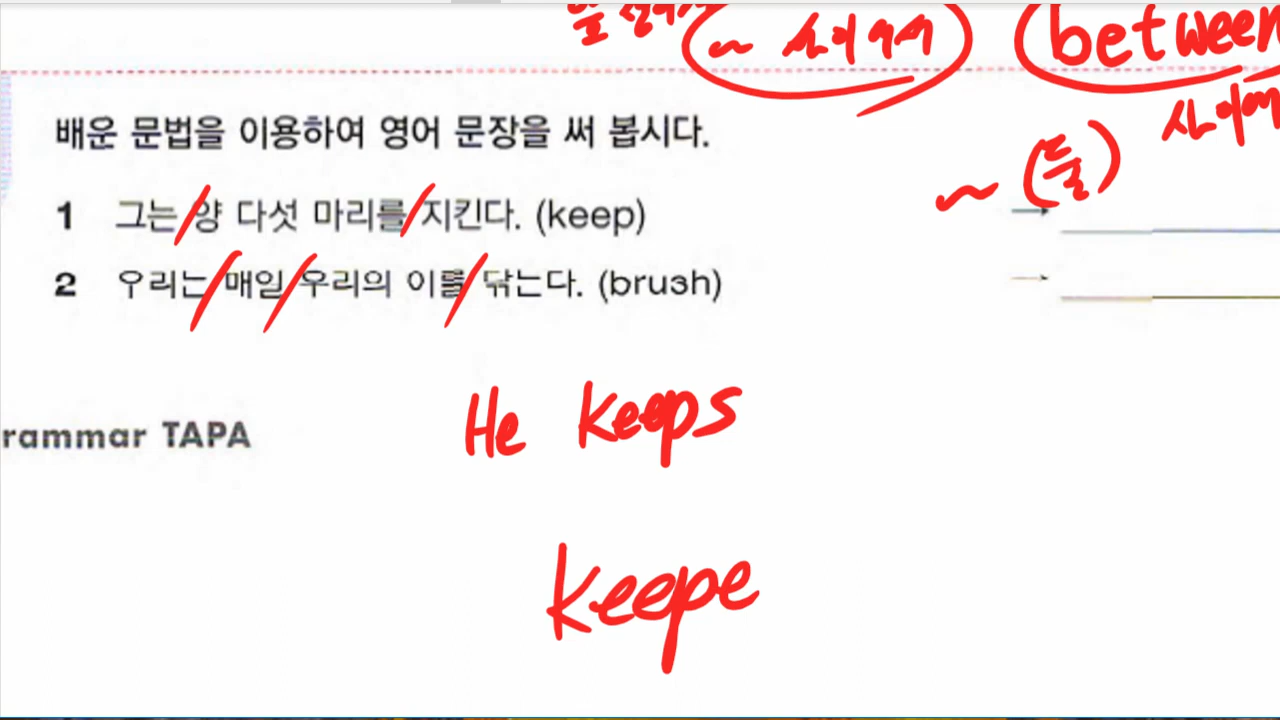 ~ 사이에서
between
사이에
~ (둘)
배운 문법을 이용하여 영어 문장을 써 봅시다.
1 그는 양 다섯 마리를 지킨다. (keep) →
2 우리는 매일 우리의 이를 닦는다. (brush) →
rammar TAPA
He keeps
keepe